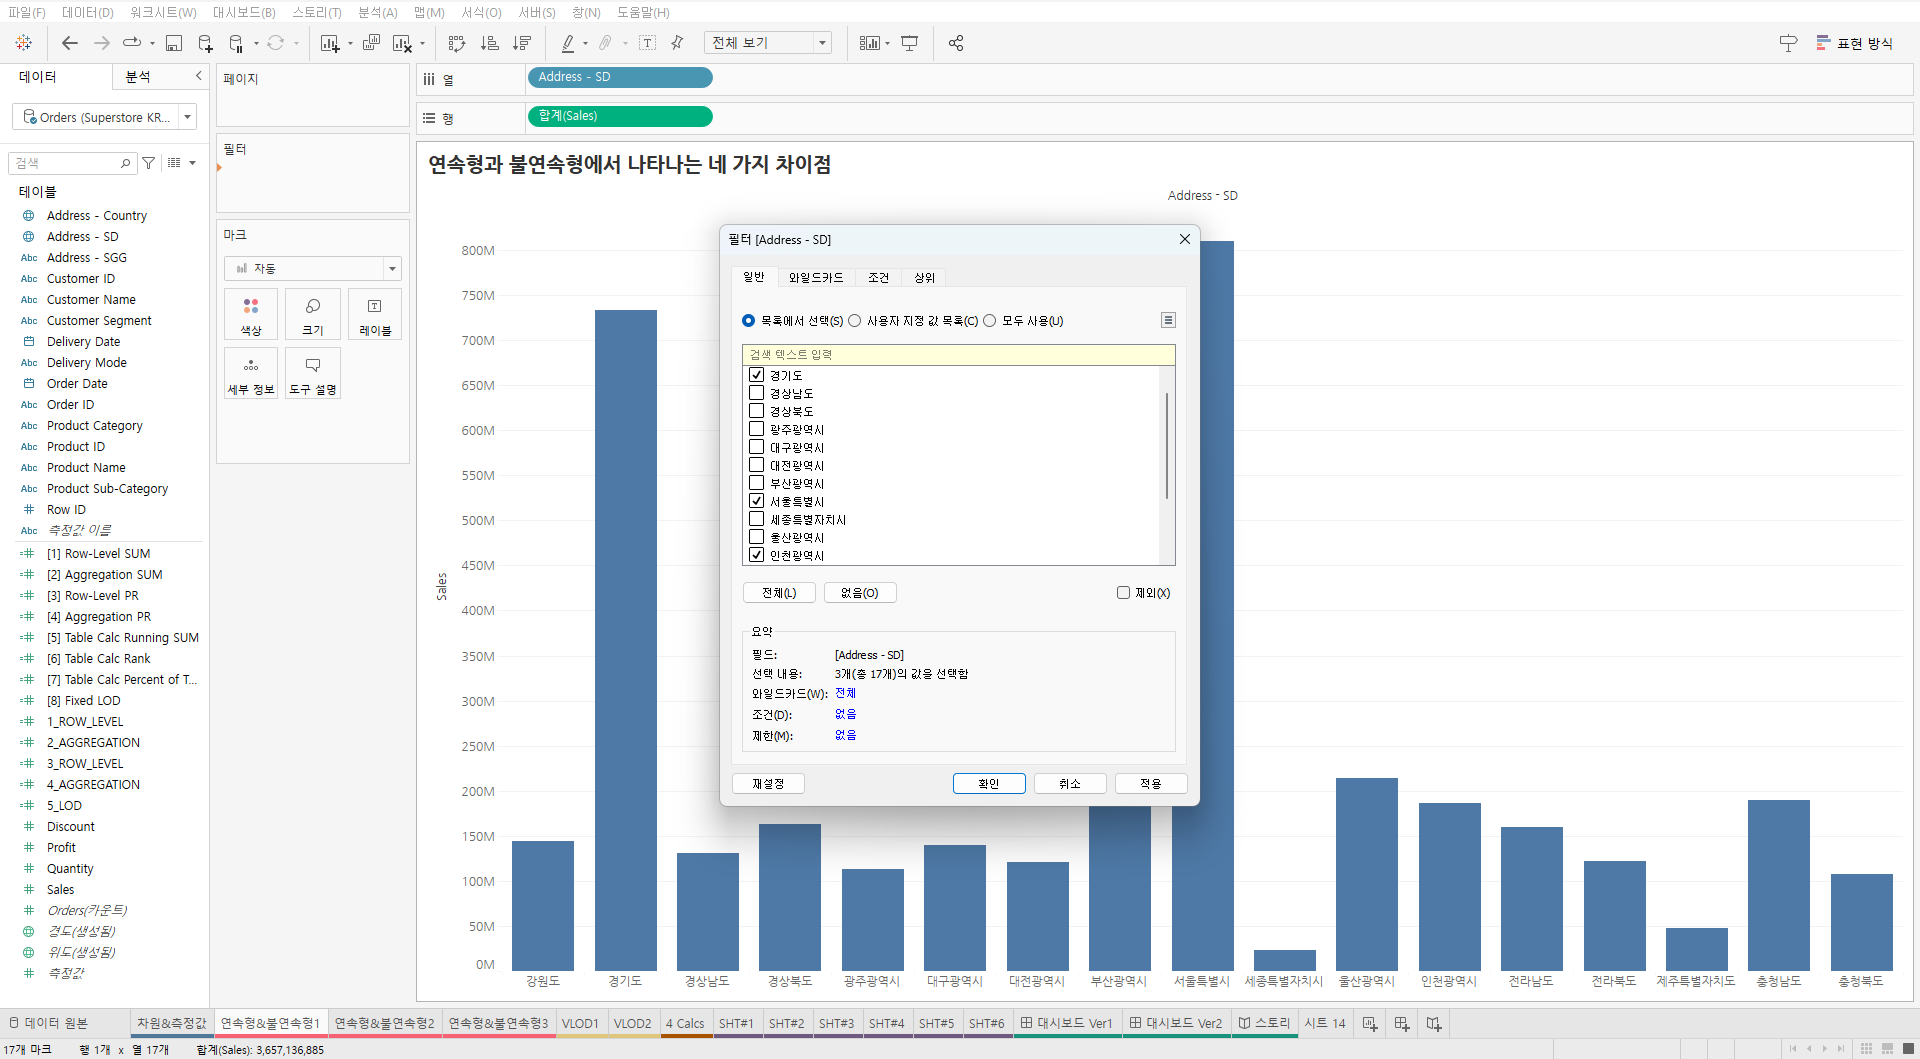 파일(F) 데이터(D) 워크시트(W) 대시보드(B) 스토리(T) 분석(A) 맵(M) 서식(O) 서버(S) 창(N) 도움말(H)
전체 보기
표현 방식
데이터
분석
Orders (Superstore KR...
검색
테이블
Address - Country
Address - SD
Abc Address - SGG
Abc Customer ID
Abc Customer Name
Abc Customer Segment
Delivery Date
Abc Delivery Mode
Order Date
Abc Order ID
Abc Product Category
Abc Product ID
Abc Product Name
Abc Product Sub-Category
Row ID
Abc 측정값 이름
[1] Row-Level SUM
[2] Aggregation SUM
[3] Row-Level PR
[4] Aggregation PR
[5] Table Calc Running SUM
[6] Table Calc Rank
[7] Table Calc Percent of T...
[8] Fixed LOD
1_ROW_LEVEL
2_AGGREGATION
3_ROW_LEVEL
4_AGGREGATION
5_LOD
Discount
Profit
Quantity
Sales
Orders(카운트)
경도(생성됨)
위도(생성됨)
측정값
페이지
필터
마크
자동
색상 크기 레이블
세부 정보 도구 설명
열 Address - SD
행 합계(Sales)
연속형과 불연속형에서 나타나는 네 가지 차이점
Address - SD
Sales
800M
750M
700M
650M
600M
550M
500M
450M
400M
350M
300M
250M
200M
150M
100M
50M
0M
강원도 경기도 경상남도 경상북도 광주광역시 대구광역시 대전광역시 부산광역시 서울특별시 세종특별자치시 울산광역시 인천광역시 전라남도 전라북도 제주특별자치도 충청남도 충청북도
필터 [Address - SD]
일반 와일드카드 조건 상위
목록에서 선택(S) 사용자 지정 값 목록(C) 모두 사용(U)
검색 텍스트 입력
경기도
경상남도
경상북도
광주광역시
대구광역시
대전광역시
부산광역시
서울특별시
세종특별자치시
울산광역시
인천광역시
전체(L) 없음(O) 제외(X)
요약
필드: [Address - SD]
선택 내용: 3개(총 17개)의 값을 선택함
와일드카드(W): 전체
조건(D): 없음
제한(M): 없음
재설정 확인 취소 적용
데이터 원본 차원&측정값 연속형&불연속형1 연속형&불연속형2 연속형&불연속형3 VLOD1 VLOD2 4 Calcs SHT#1 SHT#2 SHT#3 SHT#4 SHT#5 SHT#6 대시보드 Ver1 대시보드 Ver2 스토리 시트 14
17개 마크 행 1개 x 열 17개 합계(Sales): 3,657,136,885